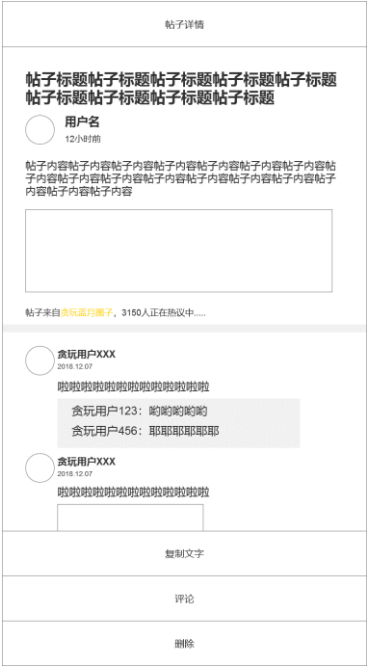 帖子详情
帖子标题帖子标题帖子标题帖子标题帖子标题
帖子标题帖子标题帖子标题帖子标题
用户名
12小时前
帖子内容帖子内容帖子内容帖子内容帖子内容帖子内容帖子内容帖
子内容帖子内容帖子内容帖子内容帖子内容帖子内容帖子内容帖子
内容帖子内容帖子内容
帖子来自贪玩蓝月圈子，3150人正在热议中......
贪玩用户XXX
2018.12.07
啦啦啦啦啦啦啦啦啦啦啦啦啦
贪玩用户123：哟哟哟哟哟
贪玩用户456：耶耶耶耶耶耶
贪玩用户XXX
2018.12.07
啦啦啦啦啦啦啦啦啦啦啦啦啦
复制文字
评论
删除